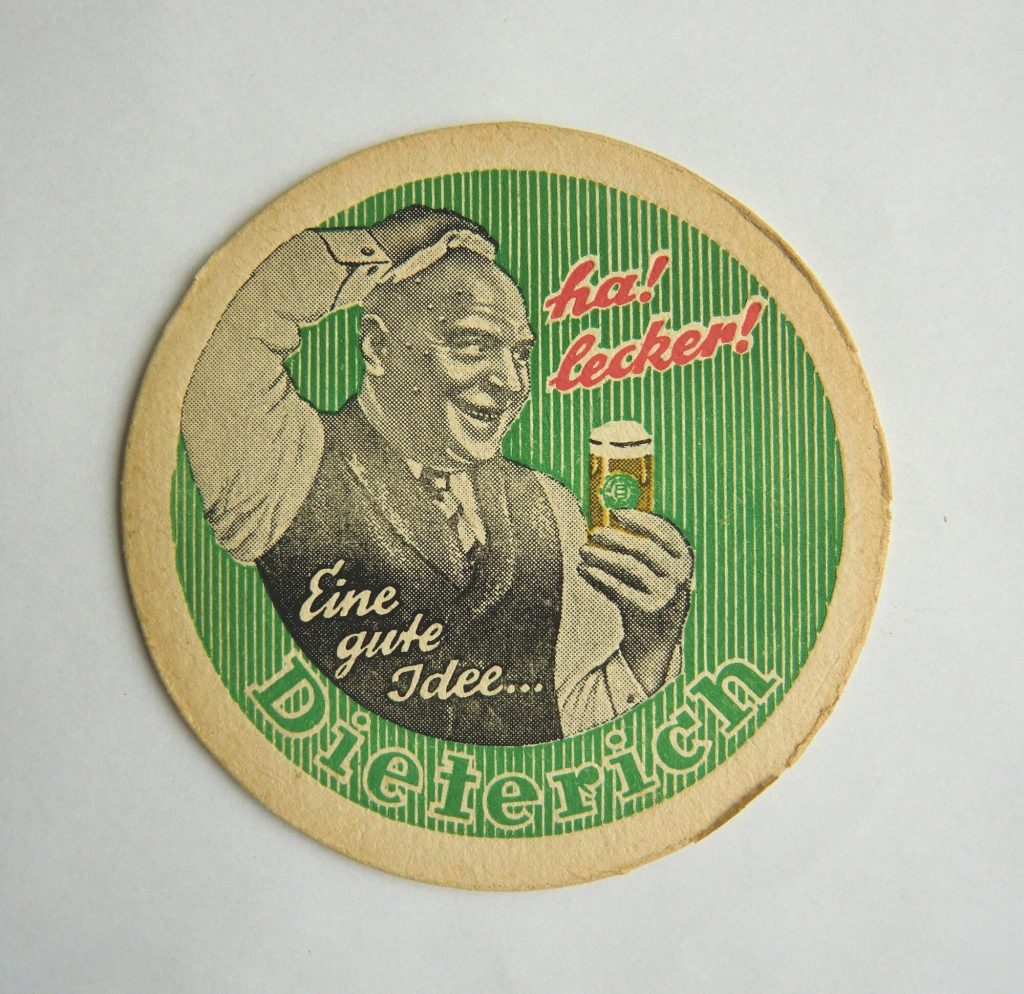 ha!
lecker!
Eine
gute
Idee...
Dieterich